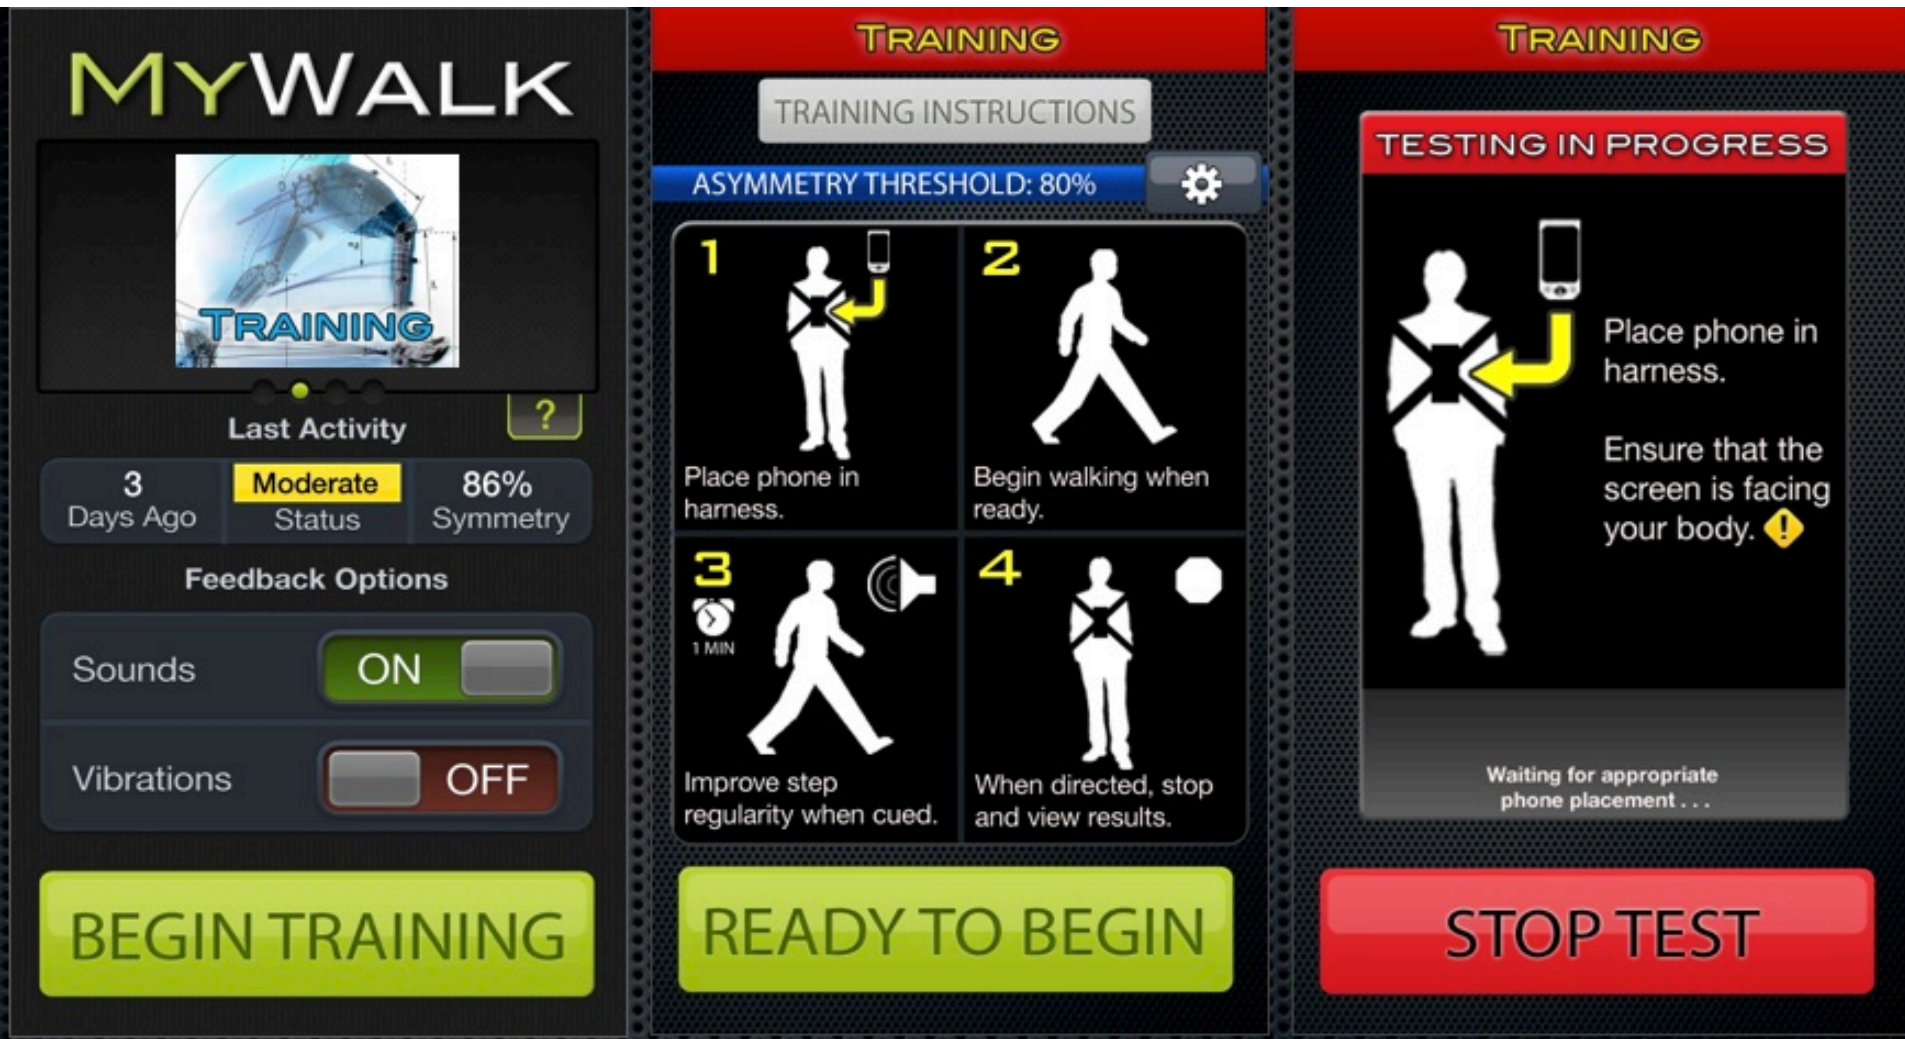 MYWALK
TRAINING
Last Activity
?
3
Days Ago
Moderate
Status
86%
Symmetry
Feedback Options
Sounds
ON
Vibrations
OFF
BEGIN TRAINING
TRAINING
TRAINING INSTRUCTIONS
ASYMMETRY THRESHOLD: 80%
1
Place phone in
harness.
2
Begin walking when
ready.
3
1 MIN
Improve step
regularity when cued.
4
When directed, stop
and view results.
READY TO BEGIN
TRAINING
TESTING IN PROGRESS
Place phone in
harness.
Ensure that the
screen is facing
your body.
!
Waiting for appropriate
phone placement . . .
STOP TEST